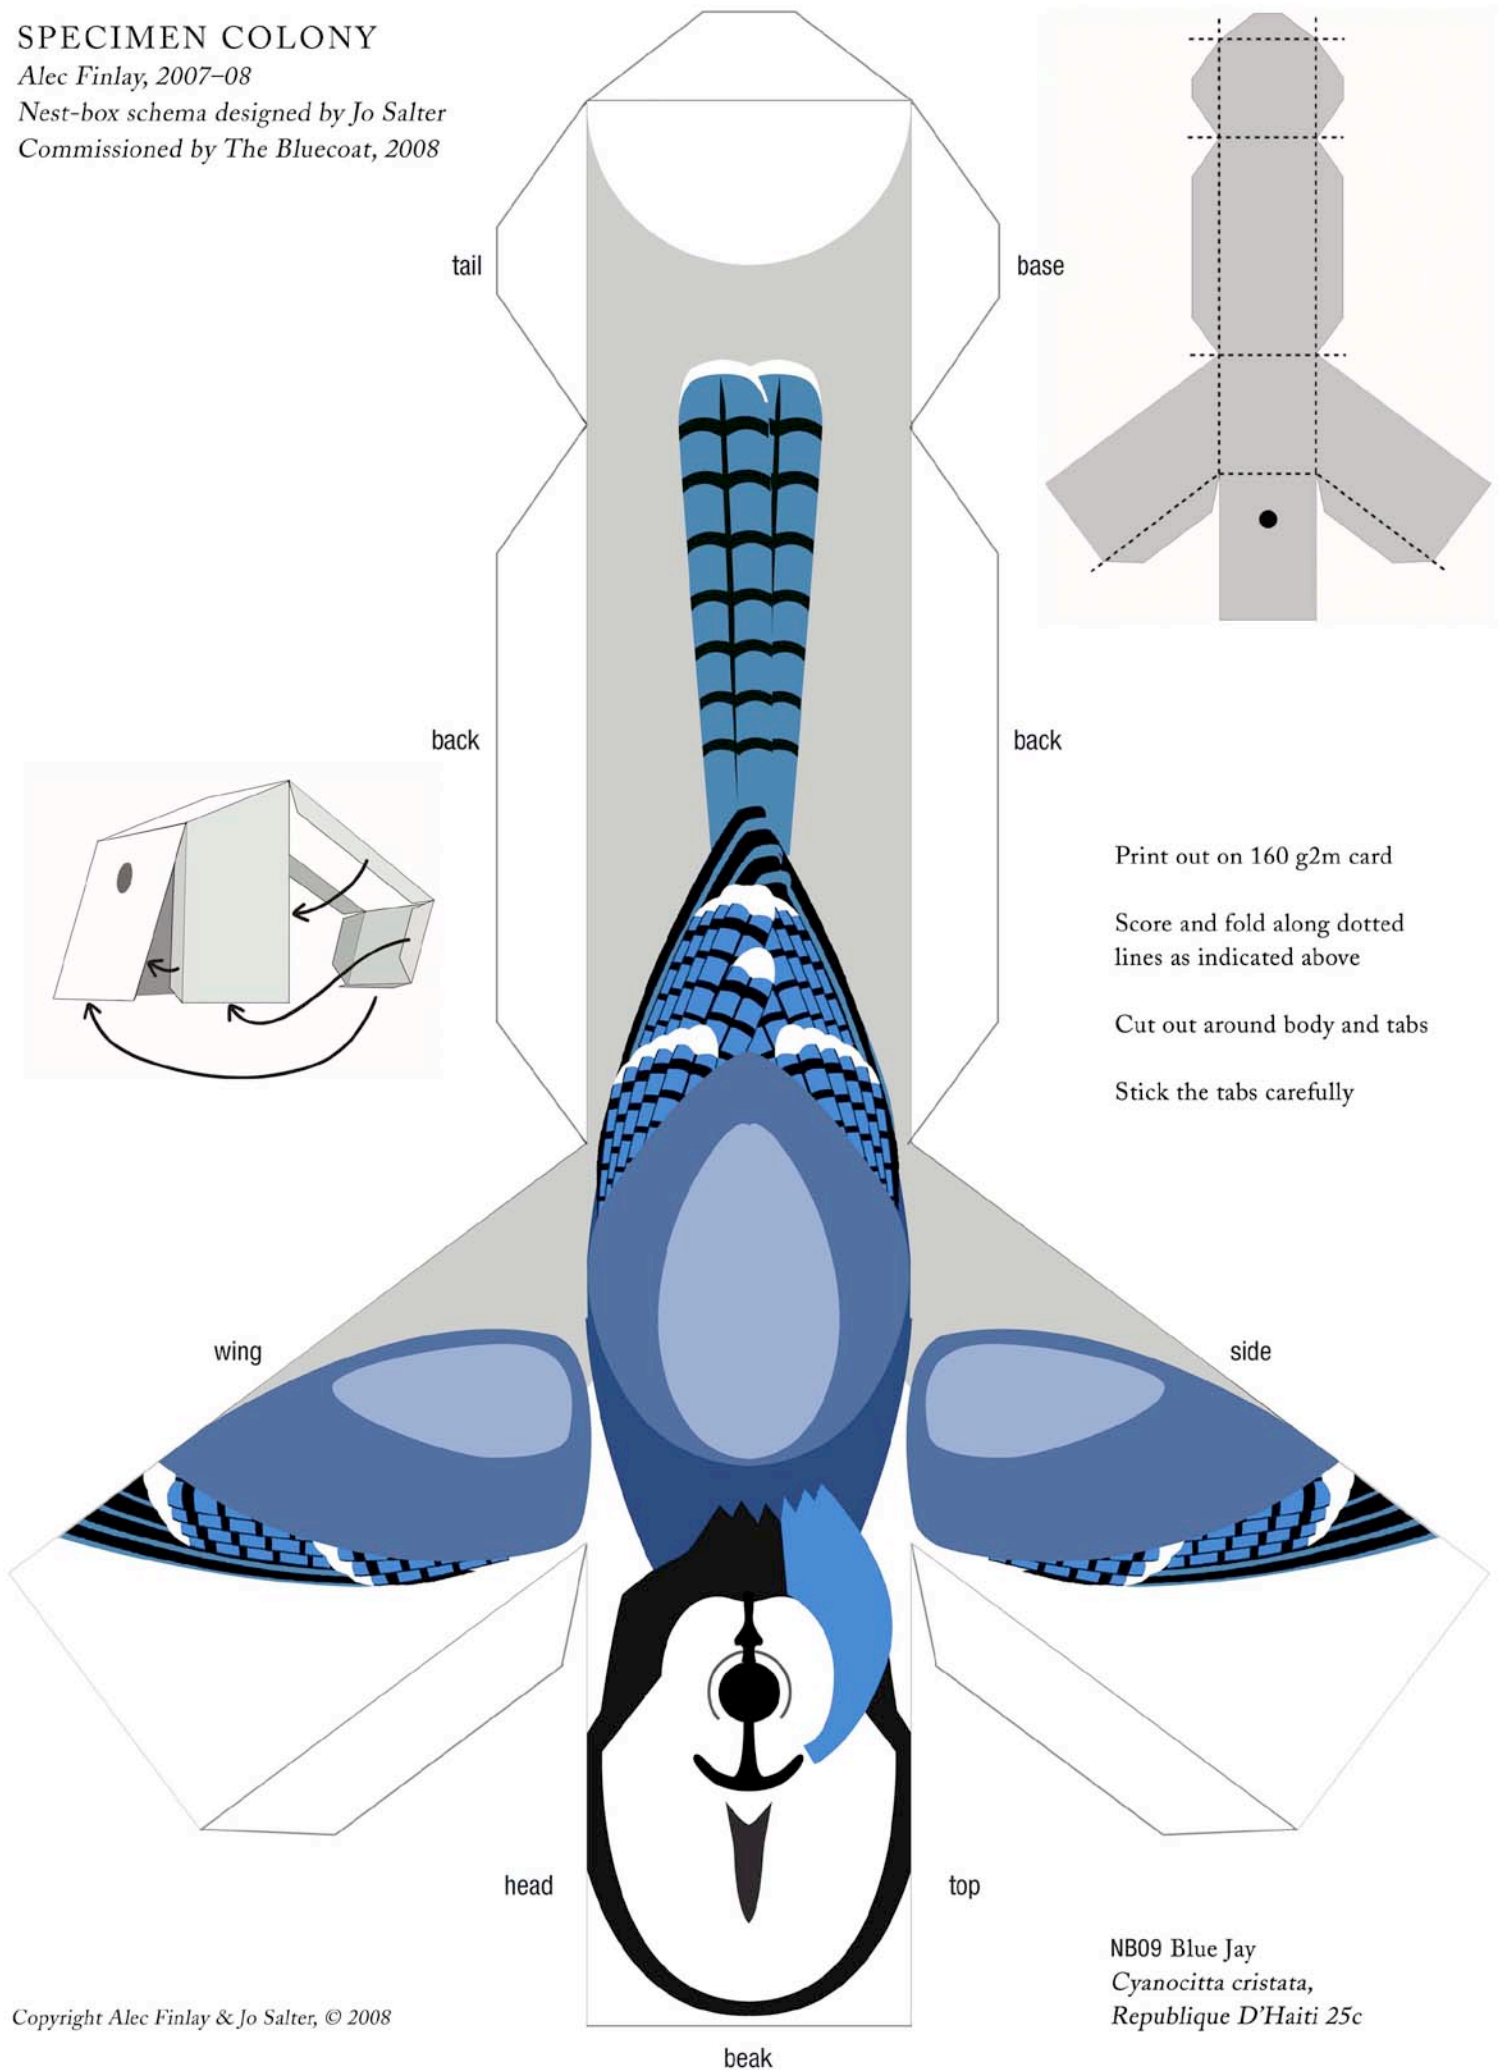 SPECIMEN COLONY
Alec Finlay, 2007–08
Nest-box schema designed by Jo Salter
Commissioned by The Bluecoat, 2008
tail
base
back
back
Print out on 160 g2m card
Score and fold along dotted
lines as indicated above
Cut out around body and tabs
Stick the tabs carefully
wing
side
head
top
NB09 Blue Jay
Cyanocitta cristata,
Republique D'Haiti 25c
Copyright Alec Finlay & Jo Salter, © 2008
beak